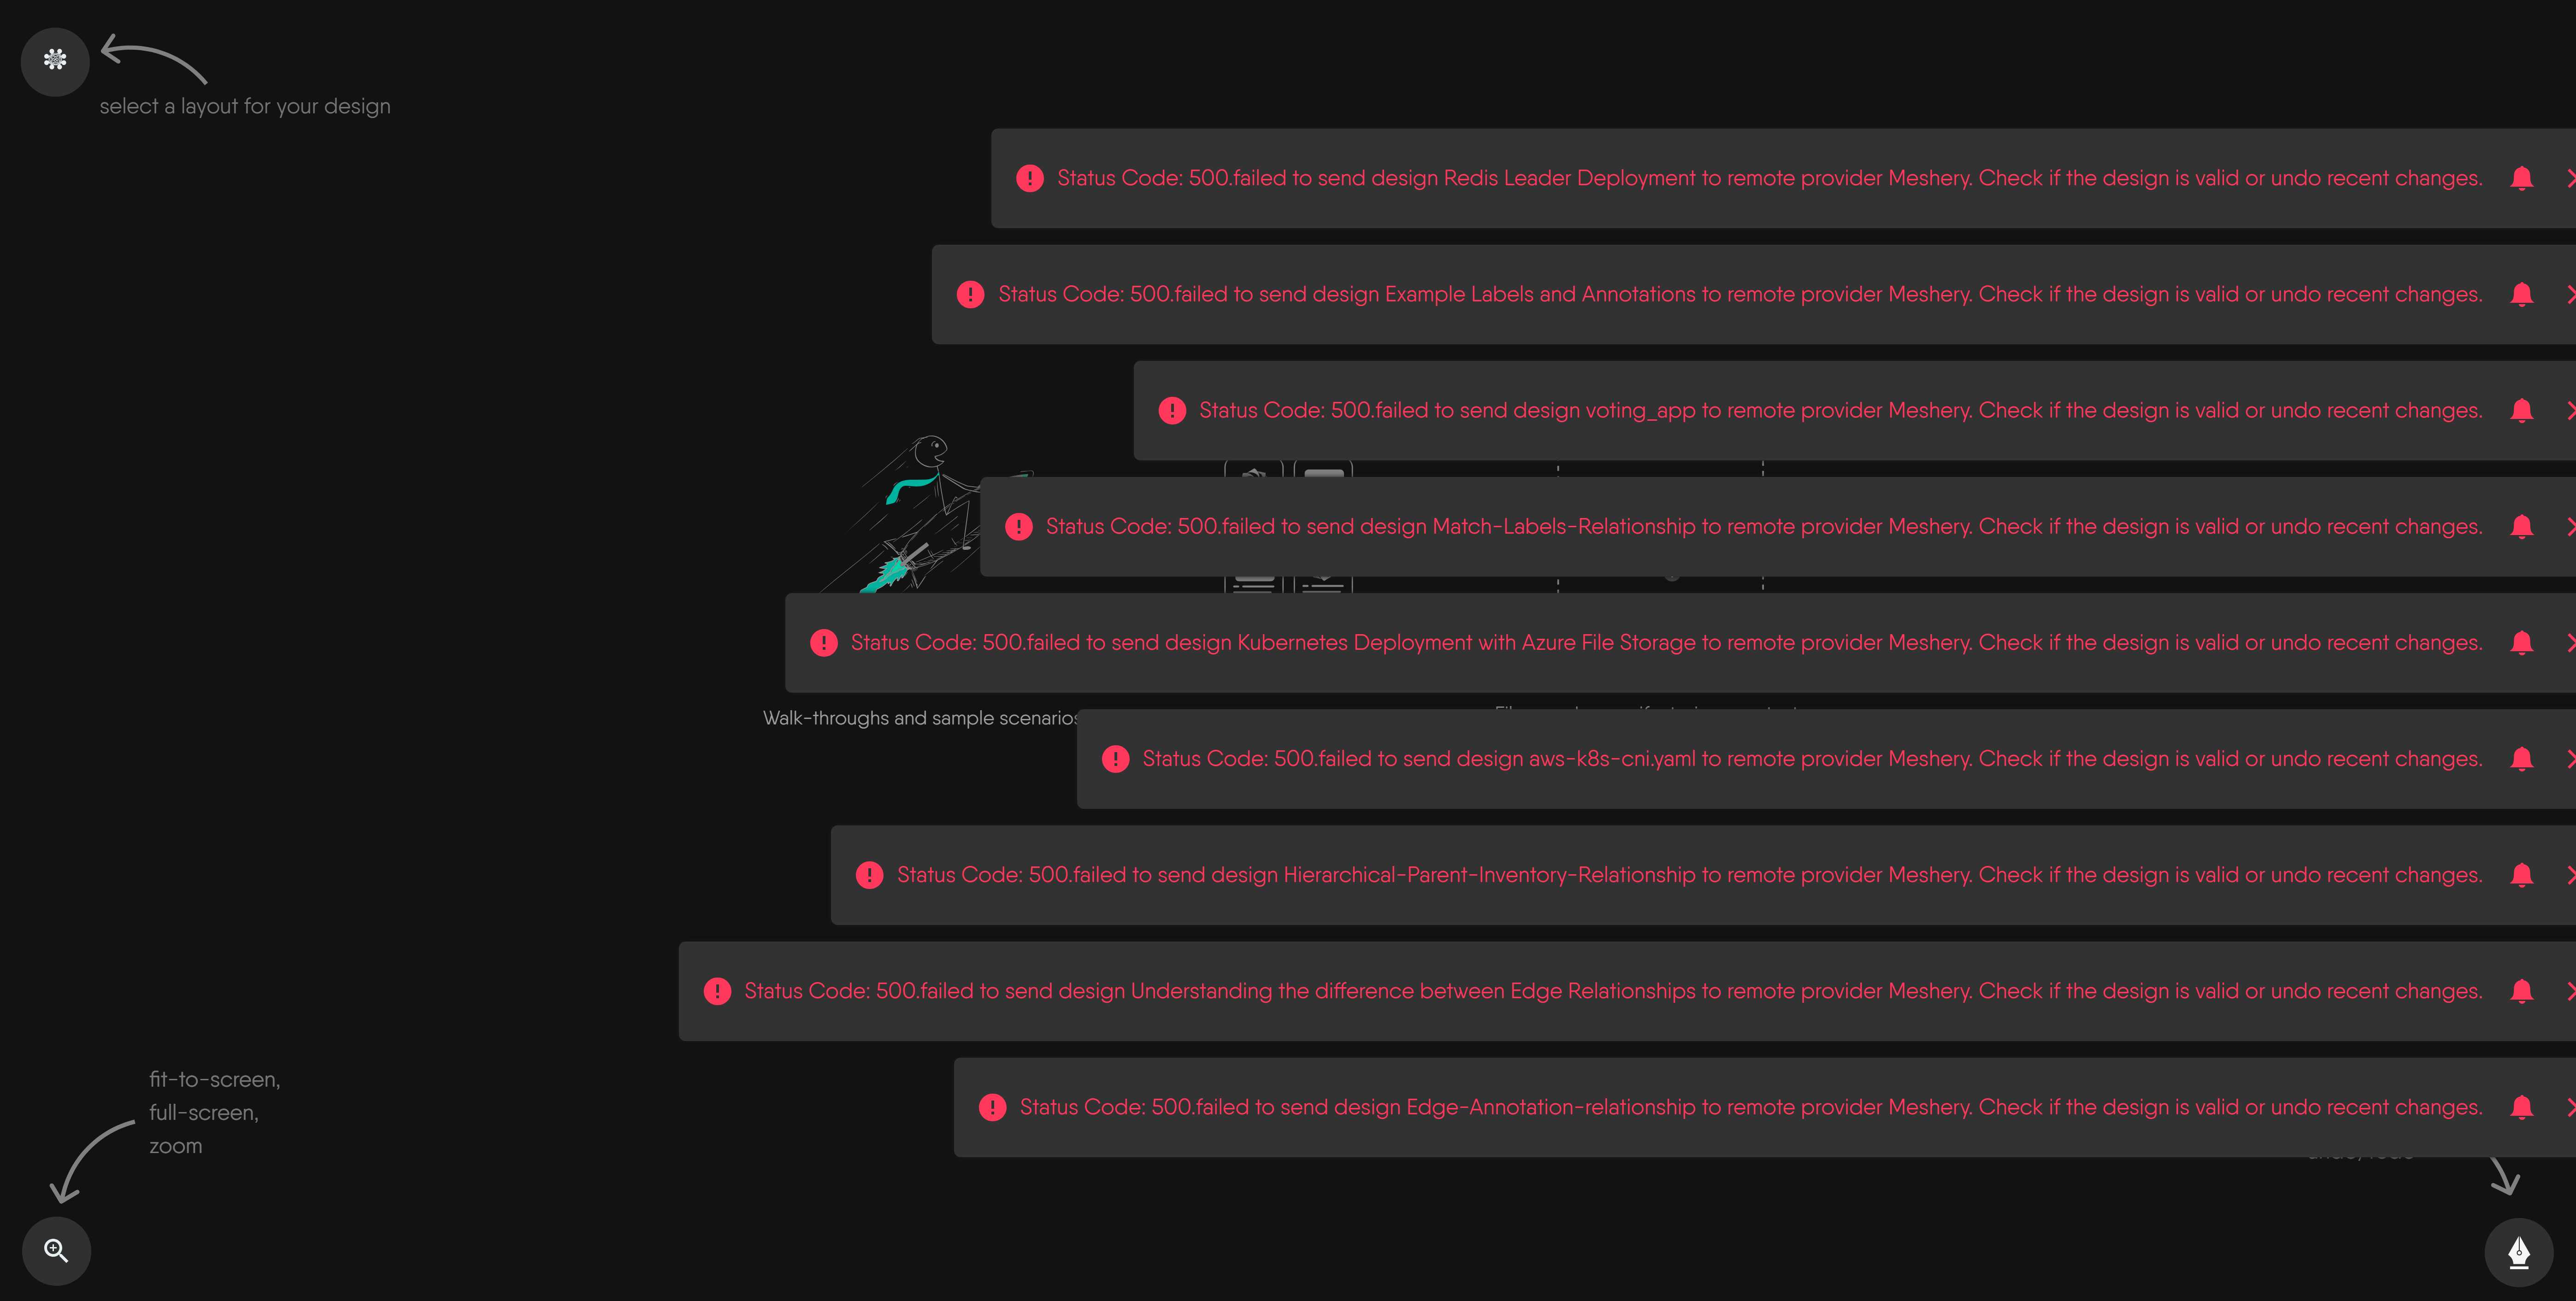 select a layout for your design
Status Code: 500.failed to send design Redis Leader Deployment to remote provider Meshery. Check if the design is valid or undo recent changes.
Status Code: 500.failed to send design Example Labels and Annotations to remote provider Meshery. Check if the design is valid or undo recent changes.
Status Code: 500.failed to send design voting_app to remote provider Meshery. Check if the design is valid or undo recent changes.
Status Code: 500.failed to send design Match-Labels-Relationship to remote provider Meshery. Check if the design is valid or undo recent changes.
Status Code: 500.failed to send design Kubernetes Deployment with Azure File Storage to remote provider Meshery. Check if the design is valid or undo recent changes.
Walk-throughs and sample scenarios
Status Code: 500.failed to send design aws-k8s-cni.yaml to remote provider Meshery. Check if the design is valid or undo recent changes.
Status Code: 500.failed to send design Hierarchical-Parent-Inventory-Relationship to remote provider Meshery. Check if the design is valid or undo recent changes.
Status Code: 500.failed to send design Understanding the difference between Edge Relationships to remote provider Meshery. Check if the design is valid or undo recent changes.
Status Code: 500.failed to send design Edge-Annotation-relationship to remote provider Meshery. Check if the design is valid or undo recent changes.
fit-to-screen,
full-screen,
zoom